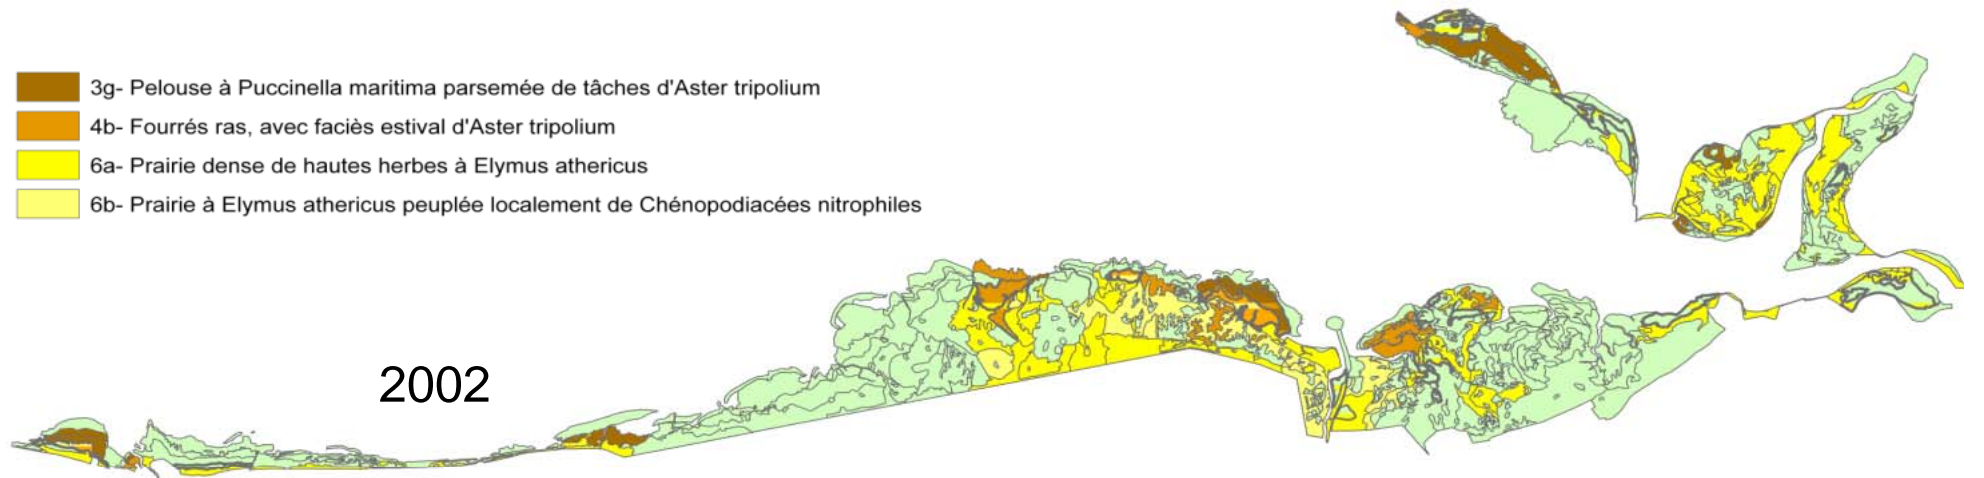 3g- Pelouse à Puccinella maritima parsemée de tâches d'Aster tripolium
4b- Fourrés ras, avec faciès estival d'Aster tripolium
6a- Prairie dense de hautes herbes à Elymus athericus
6b- Prairie à Elymus athericus peuplée localement de Chénopodiacées nitrophiles
2002